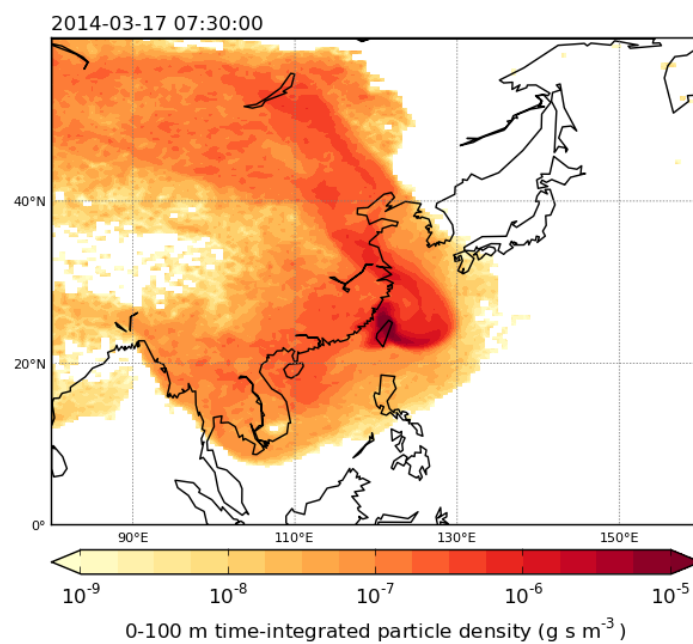 2014-03-17 07:30:00
40°N
20°N
0°
90°E 110°E 130°E 150°E
10⁻⁹ 10⁻⁸ 10⁻⁷ 10⁻⁶ 10⁻⁵
0-100 m time-integrated particle density (g s m⁻³)